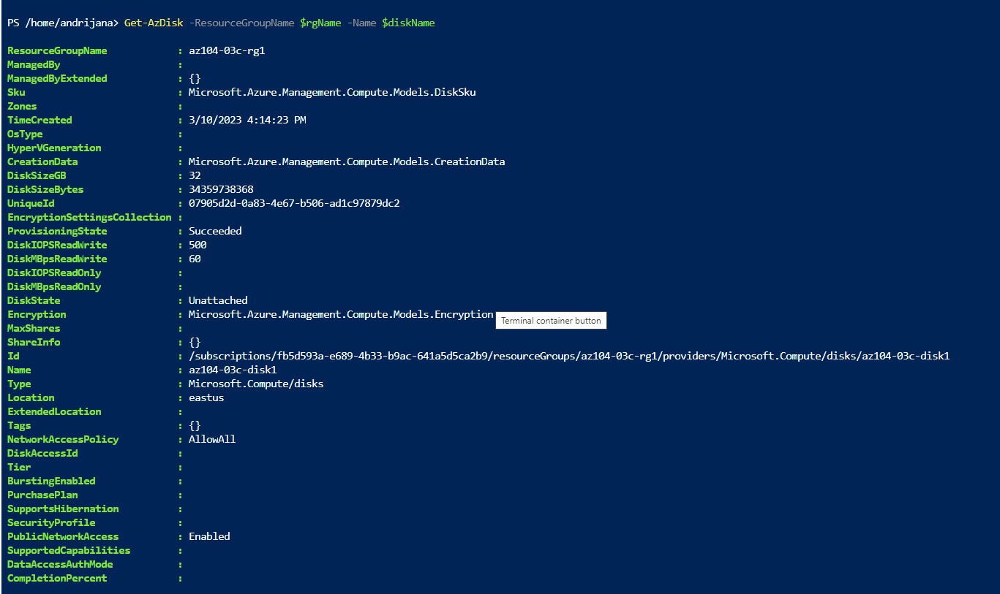 PS /home/andrijana> Get-AzDisk -ResourceGroupName $rgName -Name $diskName
ResourceGroupName : az104-03c-rg1
ManagedBy :
ManagedByExtended : {}
Sku : Microsoft.Azure.Management.Compute.Models.DiskSku
Zones :
TimeCreated : 3/10/2023 4:14:23 PM
OsType :
HyperVGeneration :
CreationData : Microsoft.Azure.Management.Compute.Models.CreationData
DiskSizeGB : 32
DiskSizeBytes : 34359738368
UniqueId : 07905d2d-0a83-4e67-b506-ad1c97879dc2
EncryptionSettingsCollection :
ProvisioningState : Succeeded
DiskIOPSReadWrite : 500
DiskMBpsReadWrite : 60
DiskIOPSReadOnly :
DiskMBpsReadOnly :
DiskState : Unattached
Encryption : Microsoft.Azure.Management.Compute.Models.Encryption
Terminal container button
MaxShares :
ShareInfo : {}
Id : /subscriptions/fb5d593a-e689-4b33-b9ac-641a5d5ca2b9/resourceGroups/az104-03c-rg1/providers/Microsoft.Compute/disks/az104-03c-disk1
Name : az104-03c-disk1
Type : Microsoft.Compute/disks
Location : eastus
ExtendedLocation :
Tags : {}
NetworkAccessPolicy : AllowAll
DiskAccessId :
Tier :
BurstingEnabled :
PurchasePlan :
SupportsHibernation :
SecurityProfile :
PublicNetworkAccess : Enabled
SupportedCapabilities :
DataAccessAuthMode :
CompletionPercent :